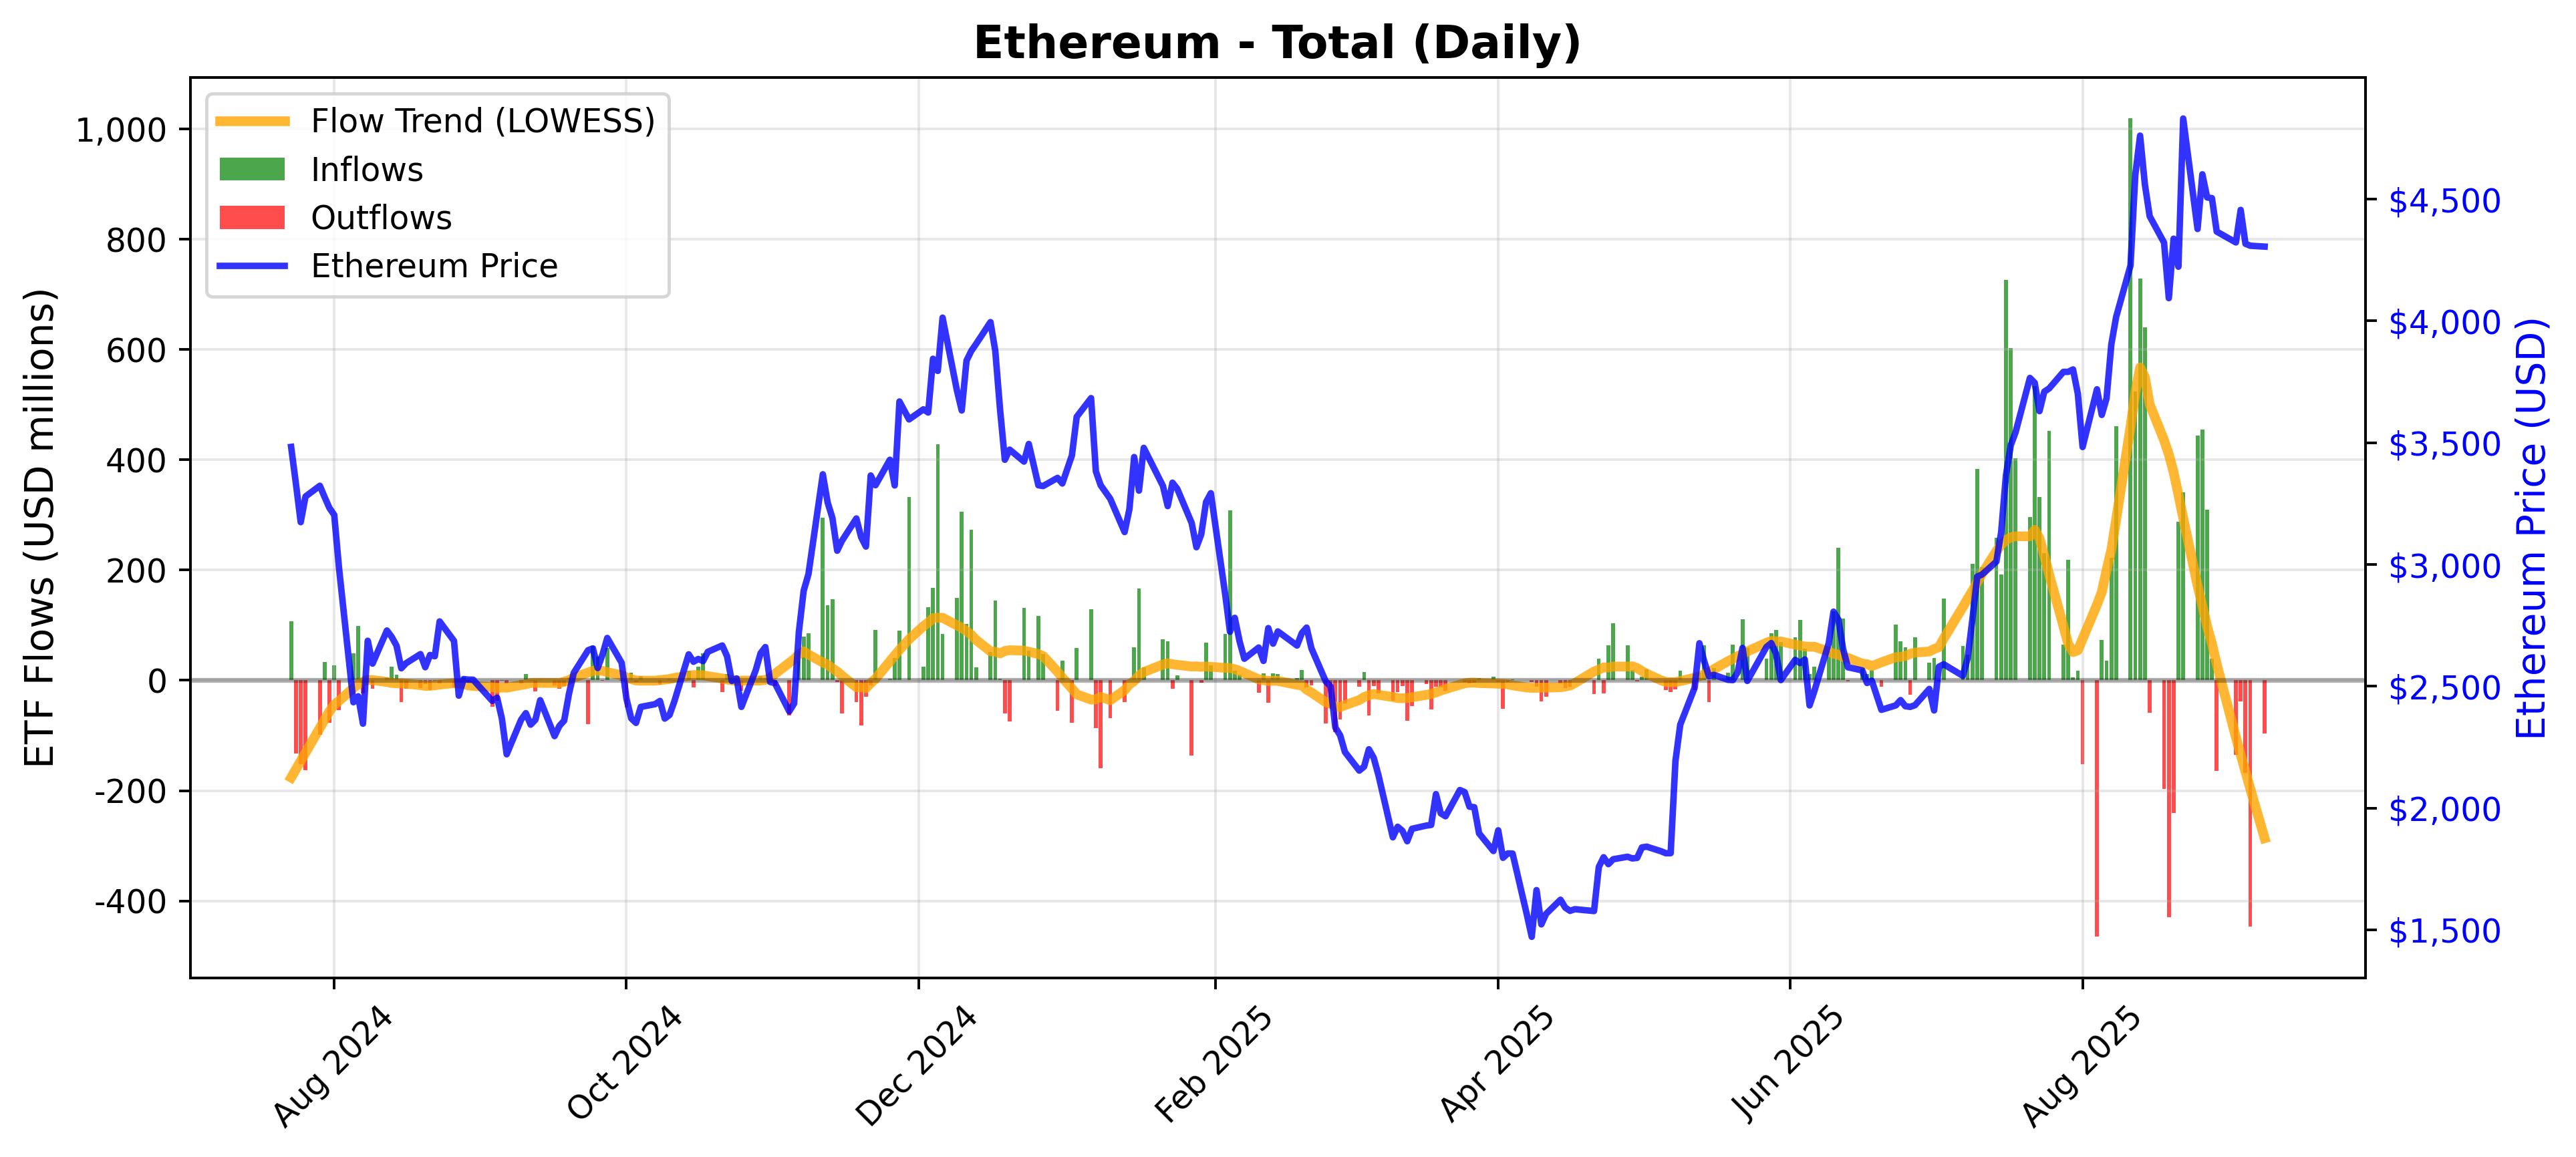 Ethereum - Total (Daily)
Flow Trend (LOWESS)
Inflows
Outflows
Ethereum Price
ETF Flows (USD millions)
1,000
800
600
400
200
0
-200
-400
$4,500
$4,000
$3,500
$3,000
$2,500
$2,000
$1,500
Ethereum Price (USD)
Aug 2024
Oct 2024
Dec 2024
Feb 2025
Apr 2025
Jun 2025
Aug 2025